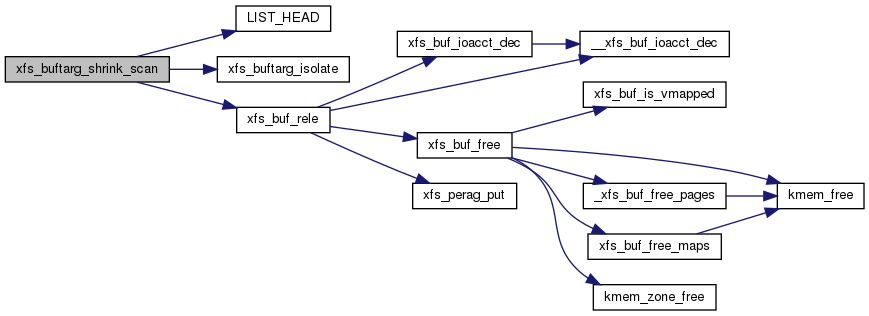 LIST_HEAD
xfs_buf_ioacct_dec
__xfs_buf_ioacct_dec
xfs_buftarg_shrink_scan
xfs_buftarg_isolate
xfs_buf_is_vmapped
xfs_buf_rele
xfs_buf_free
xfs_perag_put
_xfs_buf_free_pages
kmem_free
xfs_buf_free_maps
kmem_zone_free